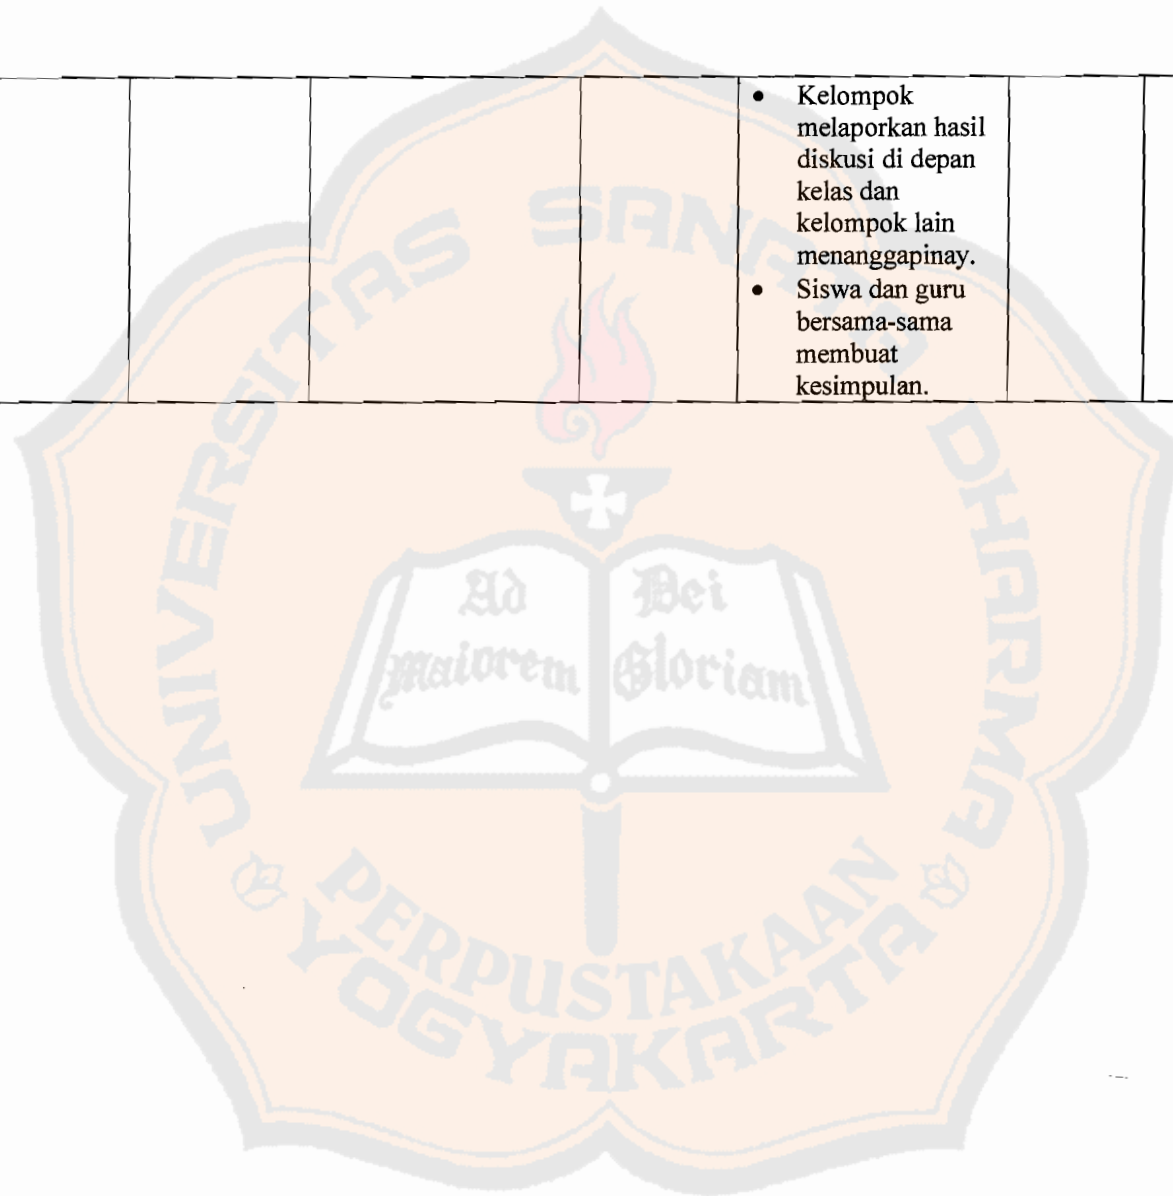 • Kelompok
melaporkan hasil
diskusi di depan
kelas dan
kelompok lain
menanggapinay.
• Siswa dan guru
bersama-sama
membuat
kesimpulan.
UNIVERSITAS SANATA DHARMA
Ad Dei
maiorem Gloriam
PERPUSTAKAAN
YOGYAKARTA